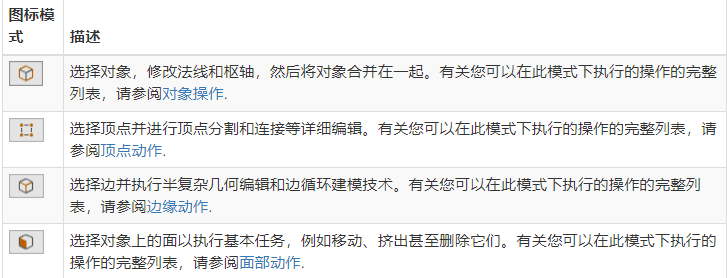 图标模
式
描述
选择对象，修改法线和枢轴，然后将对象合并在一起。有关您可以在此模式下执行的操作的完整
列表，请参阅对象操作.
选择顶点并进行顶点分割和连接等详细编辑。有关您可以在此模式下执行的操作的完整列表，请
参阅顶点动作.
选择边并执行半复杂几何编辑和边循环建模技术。有关您可以在此模式下执行的操作的完整列
表，请参阅边缘动作.
选择对象上的面以执行基本任务，例如移动、挤出甚至删除它们。有关您可以在此模式下执行的
操作的完整列表，请参阅面部动作.